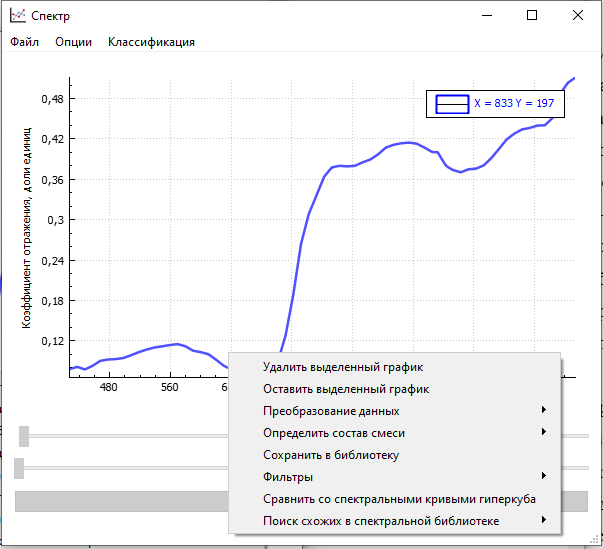 Спектр
Файл Опции Классификация
X = 833 Y = 197
Коэффициент отражения, доли единиц
0,48
0,42
0,36
0,3
0,24
0,18
0,12
480 560
Удалить выделенный график
Оставить выделенный график
Преобразование данных
Определить состав смеси
Сохранить в библиотеку
Фильтры
Сравнить со спектральными кривыми гиперкуба
Поиск схожих в спектральной библиотеке